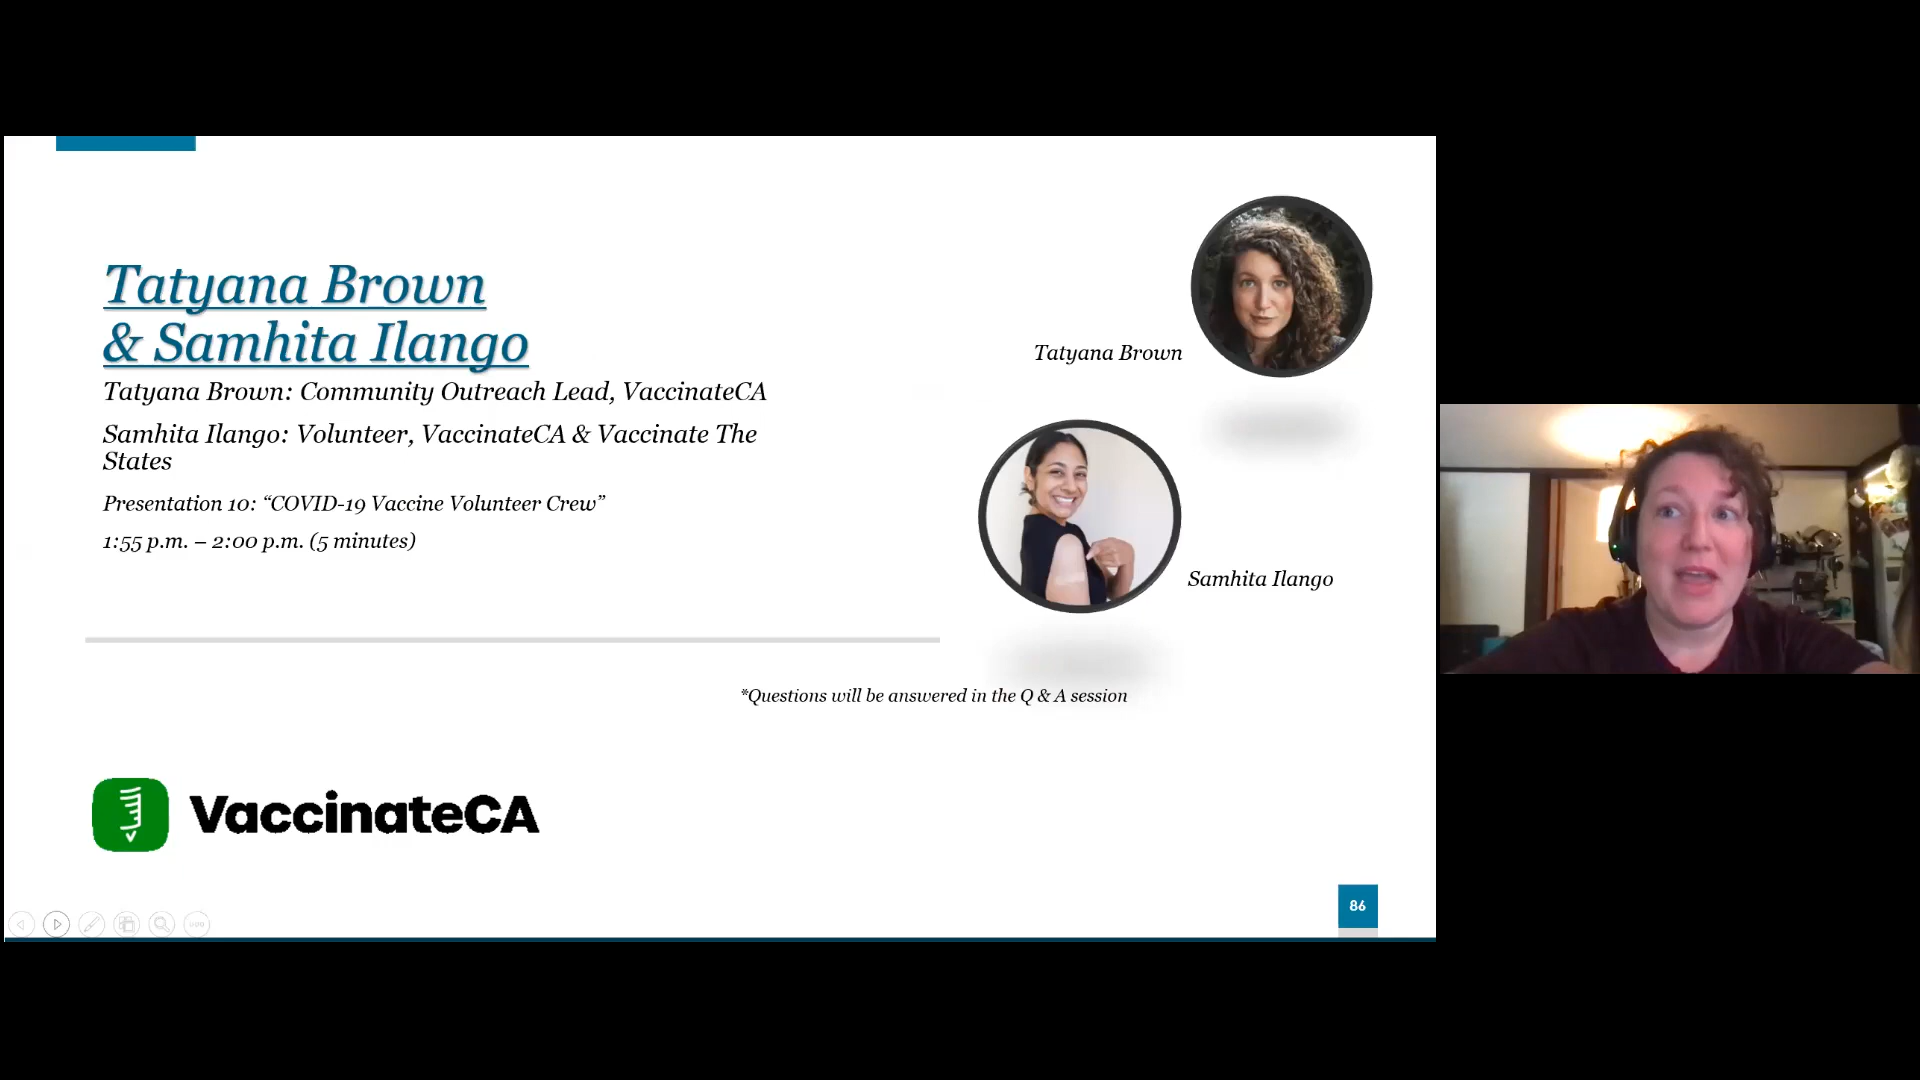 Tatyana Brown
& Samhita Ilango
Tatyana Brown: Community Outreach Lead, VaccinateCA
Samhita Ilango: Volunteer, VaccinateCA & Vaccinate The
States
Presentation 10: “COVID-19 Vaccine Volunteer Crew”
1:55 p.m. – 2:00 p.m. (5 minutes)
Tatyana Brown
Samhita Ilango
*Questions will be answered in the Q & A session
VaccinateCA
86